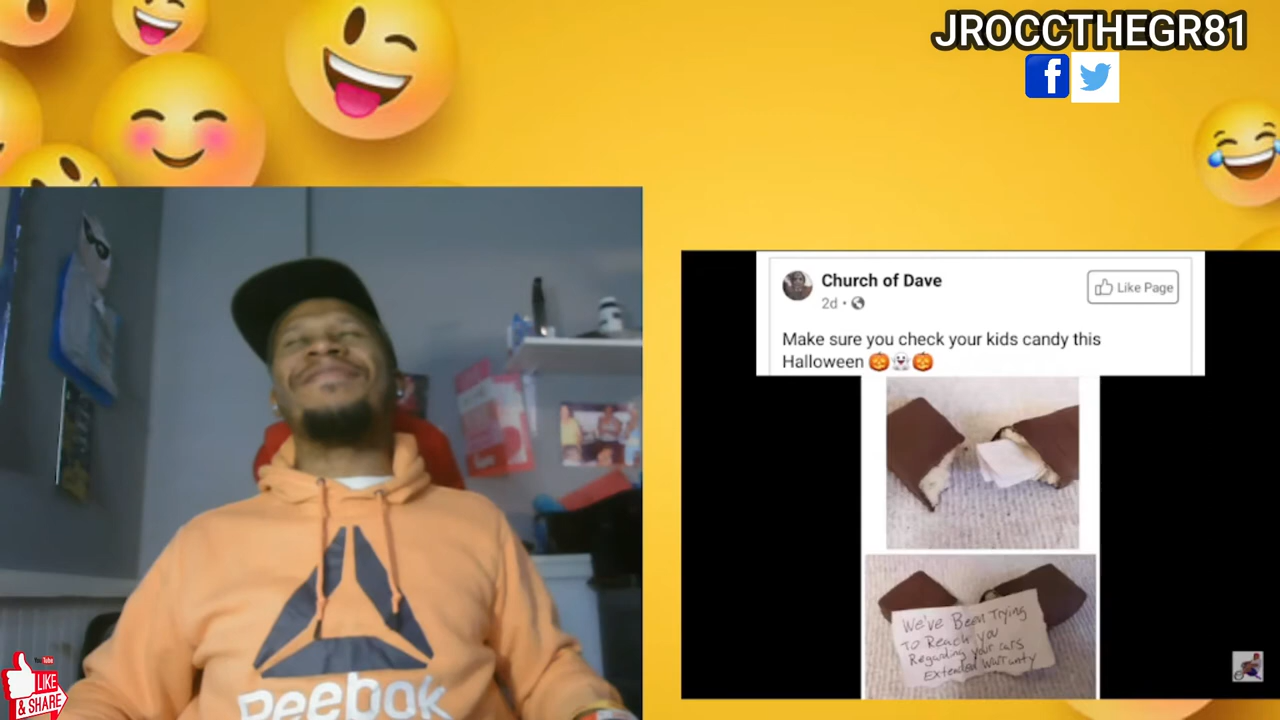 JROCCTHEGR81
Church of Dave
2d
Like Page
Make sure you check your kids candy this
Halloween 🎃👻🎃
We've Been Trying
To Reach you
Regarding your cars
Extended Warranty
Reebok
YouTube
LIKE
& SHARE